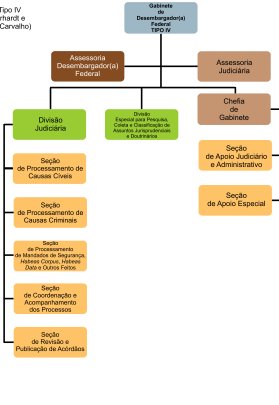 Tipo IV
rhardt e
Carvalho)
Gabinete
de
Desembargador(a)
Federal
TIPO IV
Assessoria
Desembargador(a)
Federal
Assessoria
Judiciária
Chefia
de
Gabinete
Divisão
Judiciária
Divisão
Especial para Pesquisa,
Coleta e Classificação de
Assuntos Jurisprudenciais
e Doutrinários
Seção
de Apoio Judiciário
e Administrativo
Seção
de Processamento
de Causas Cíveis
Seção
de Apoio Especial
Seção
de Processamento de
Causas Criminais
Seção
de Processamento
de Mandados de Segurança,
Habeas Corpus, Habeas
Data e Outros Feitos
Seção
de Coordenação e
Acompanhamento
dos Processos
Seção
de Revisão e
Publicação de Acórdãos